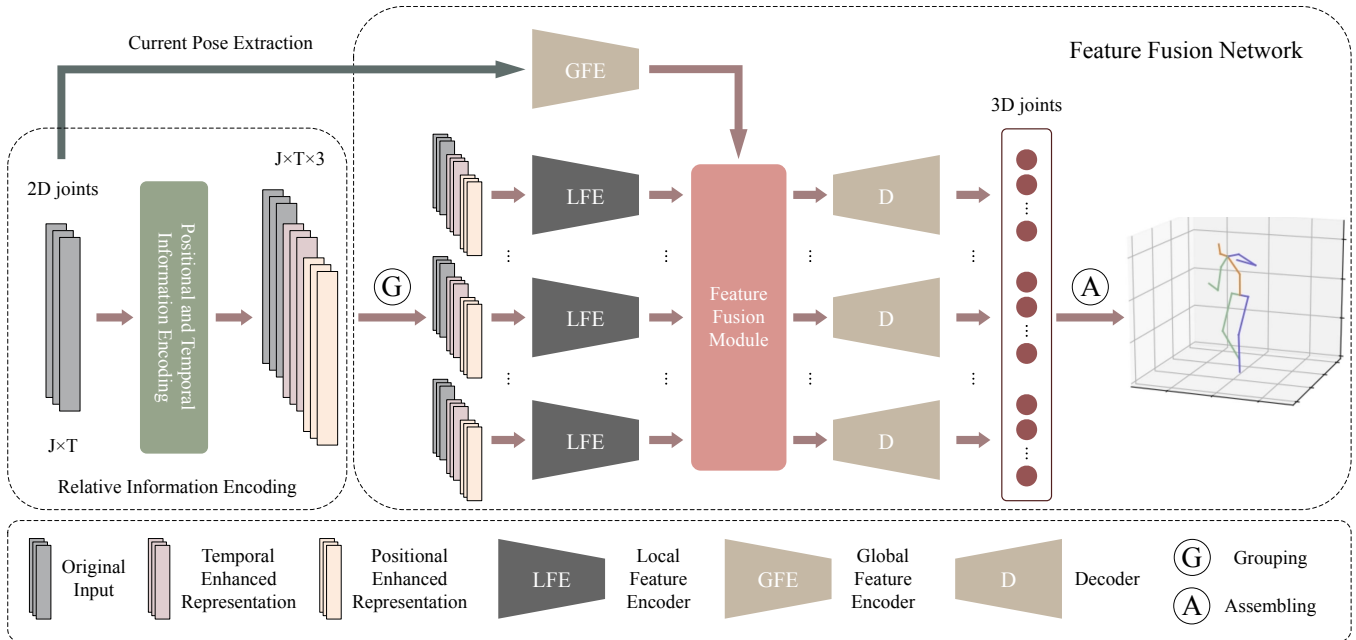 Current Pose Extraction
Feature Fusion Network
GFE
3D joints
J×T×3
2D joints
Positional and Temporal
Information Encoding
J×T
Relative Information Encoding
G
LFE
D
⋮
⋮
⋮
LFE
D
⋮
⋮
⋮
LFE
D
Feature
Fusion
Module
A
Original
Input
Temporal
Enhanced
Representation
Positional
Enhanced
Representation
LFE
Local
Feature
Encoder
GFE
Global
Feature
Encoder
D
Decoder
G
Grouping
A
Assembling